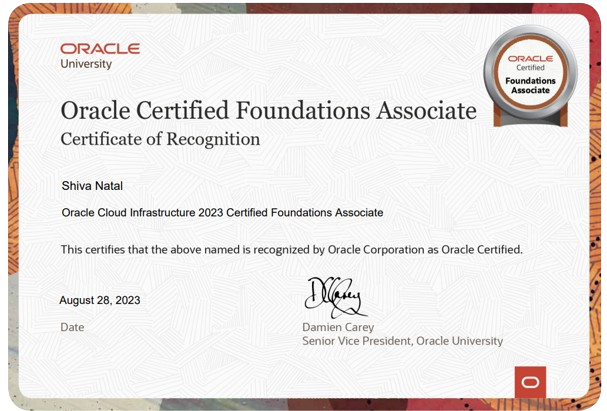 ORACLE
University
ORACLE
Certified
Foundations
Associate
Oracle Certified Foundations Associate
Certificate of Recognition
Shiva Natal
Oracle Cloud Infrastructure 2023 Certified Foundations Associate
This certifies that the above named is recognized by Oracle Corporation as Oracle Certified.
August 28, 2023
Date
DCarey
Damien Carey
Senior Vice President, Oracle University